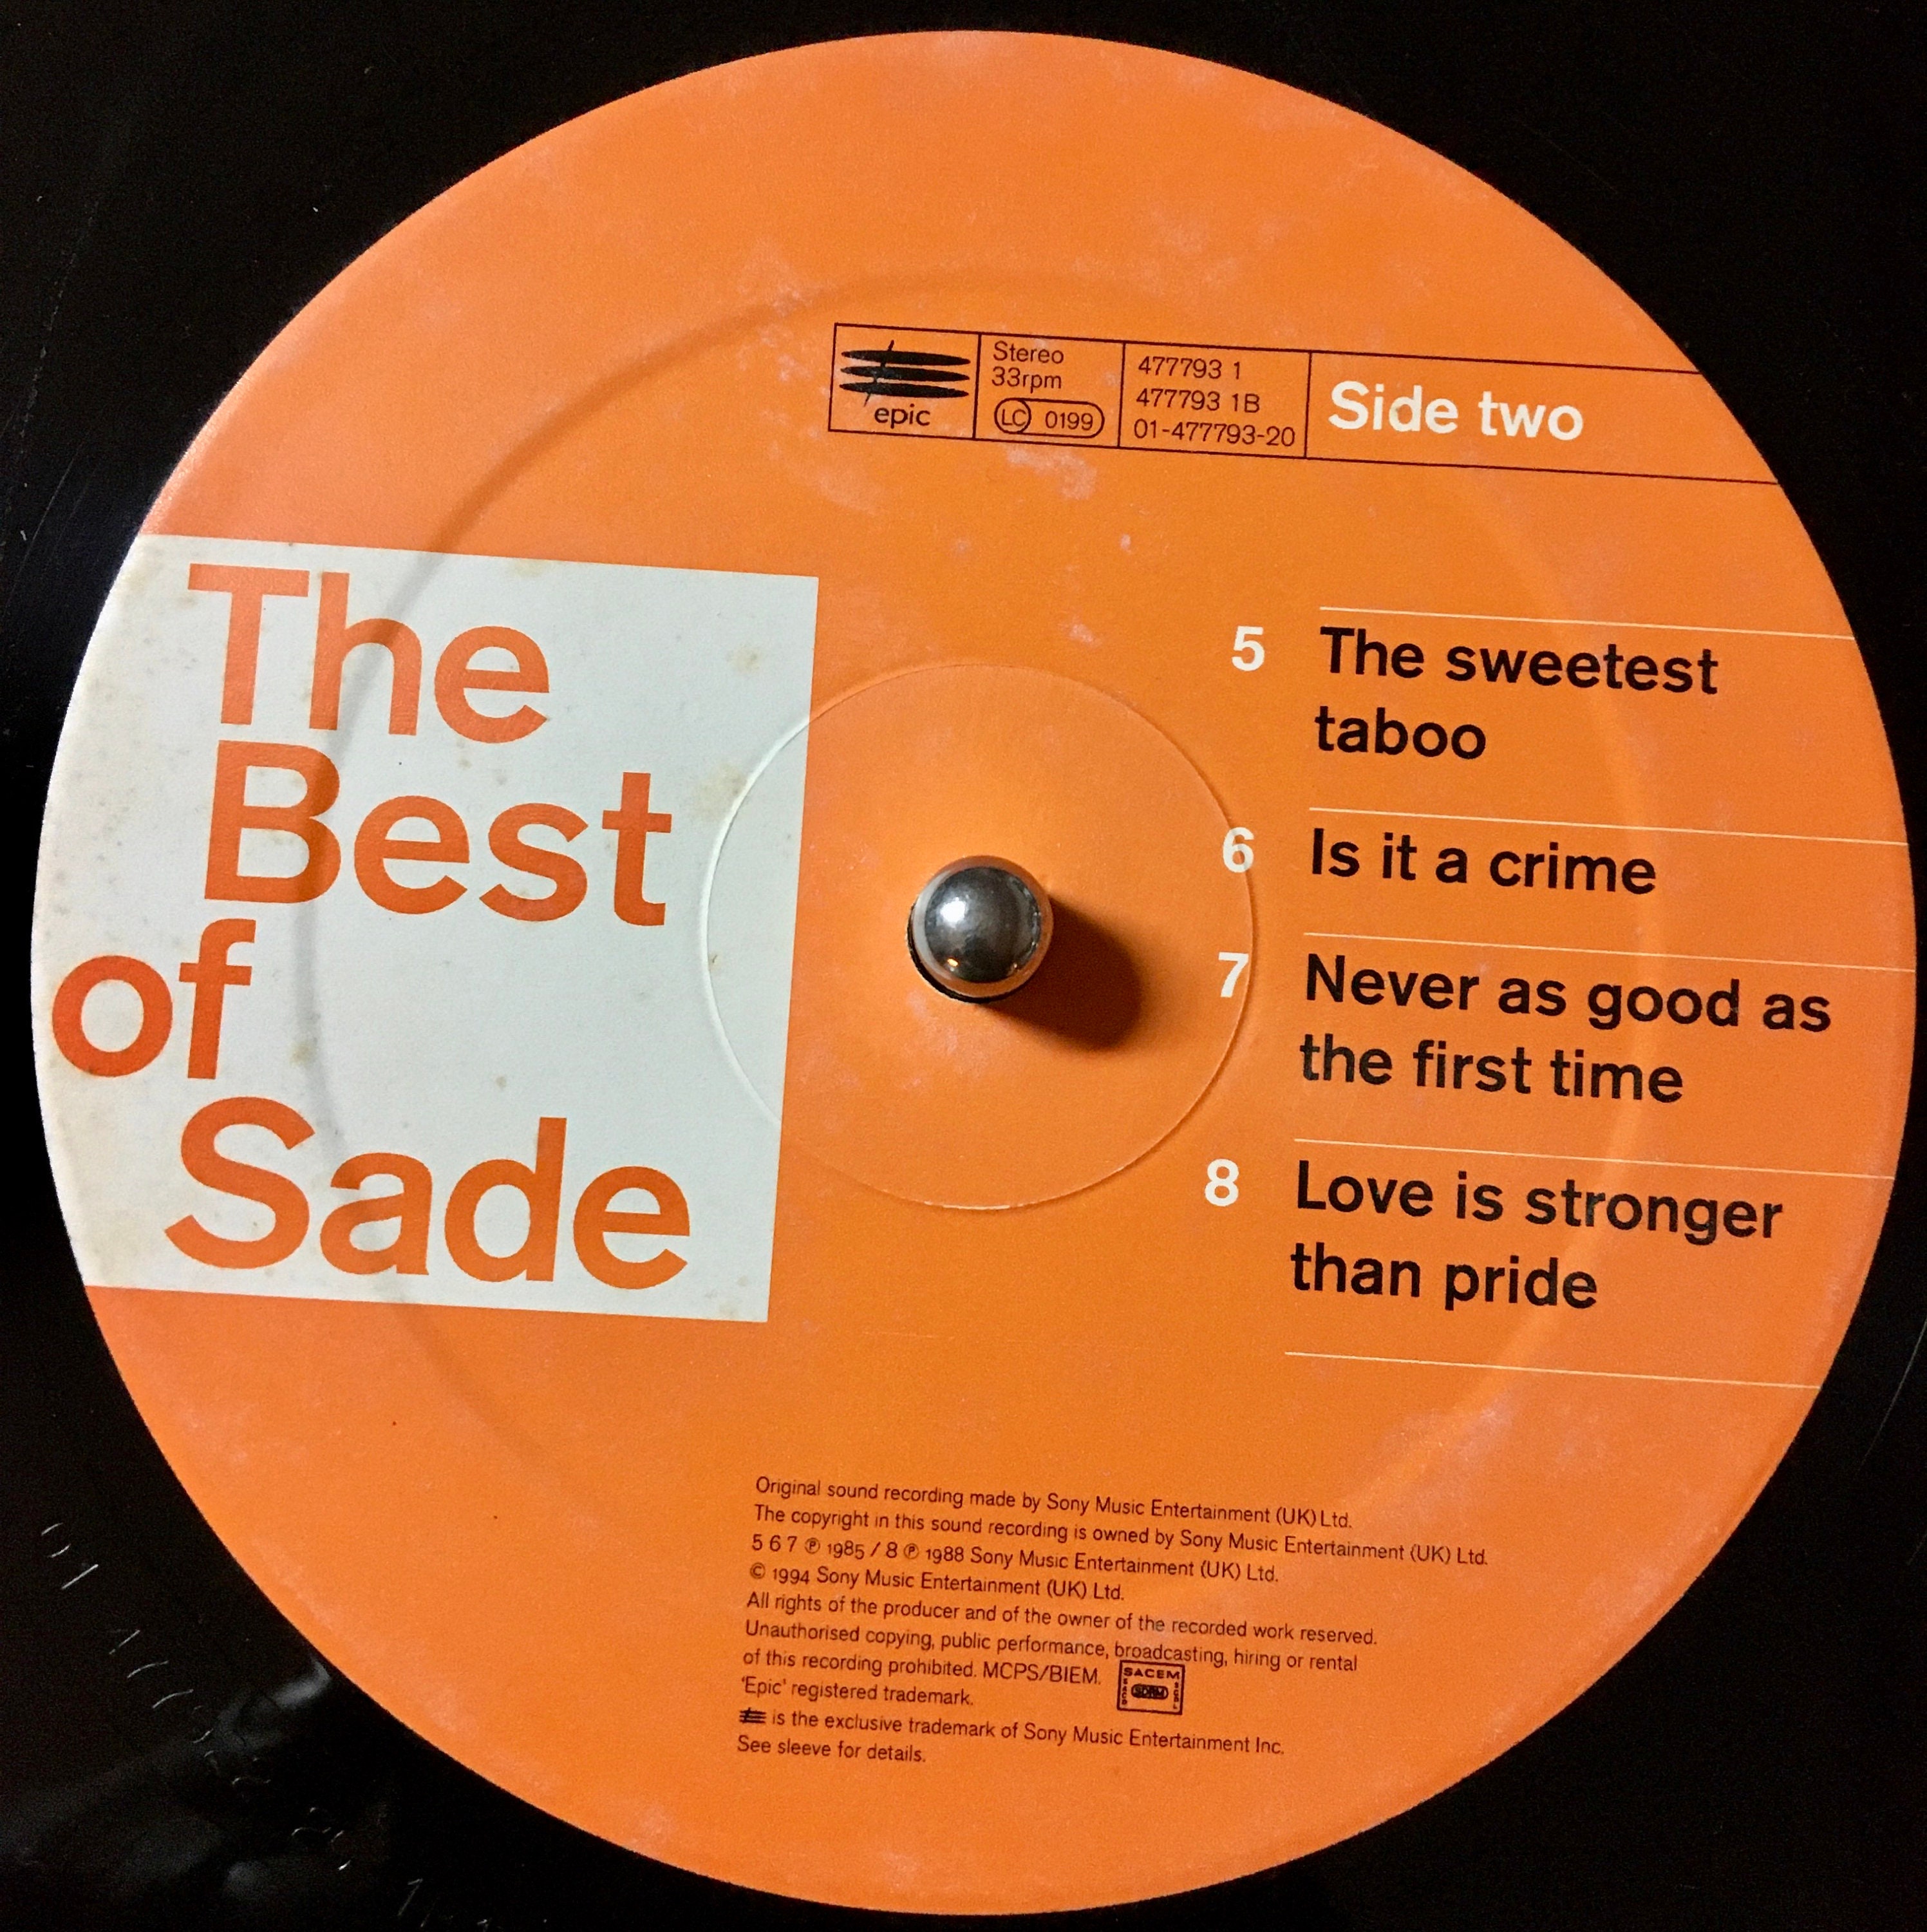 epic
Stereo
33rpm
LC 0199
477793 1
477793 1B
01-477793-20
Side two
The
Best
of
Sade
5 The sweetest
taboo
6 Is it a crime
7 Never as good as
the first time
8 Love is stronger
than pride
Original sound recording made by Sony Music Entertainment (UK) Ltd.
The copyright in this sound recording is owned by Sony Music Entertainment (UK) Ltd.
5 6 7 ℗ 1985 / 8 ℗ 1988 Sony Music Entertainment (UK) Ltd.
© 1994 Sony Music Entertainment (UK) Ltd.
All rights of the producer and of the owner of the recorded work reserved.
Unauthorised copying, public performance, broadcasting, hiring or rental
of this recording prohibited. MCPS/BIEM.
SACEM
SDRM
'Epic' registered trademark.
is the exclusive trademark of Sony Music Entertainment Inc.
See sleeve for details.